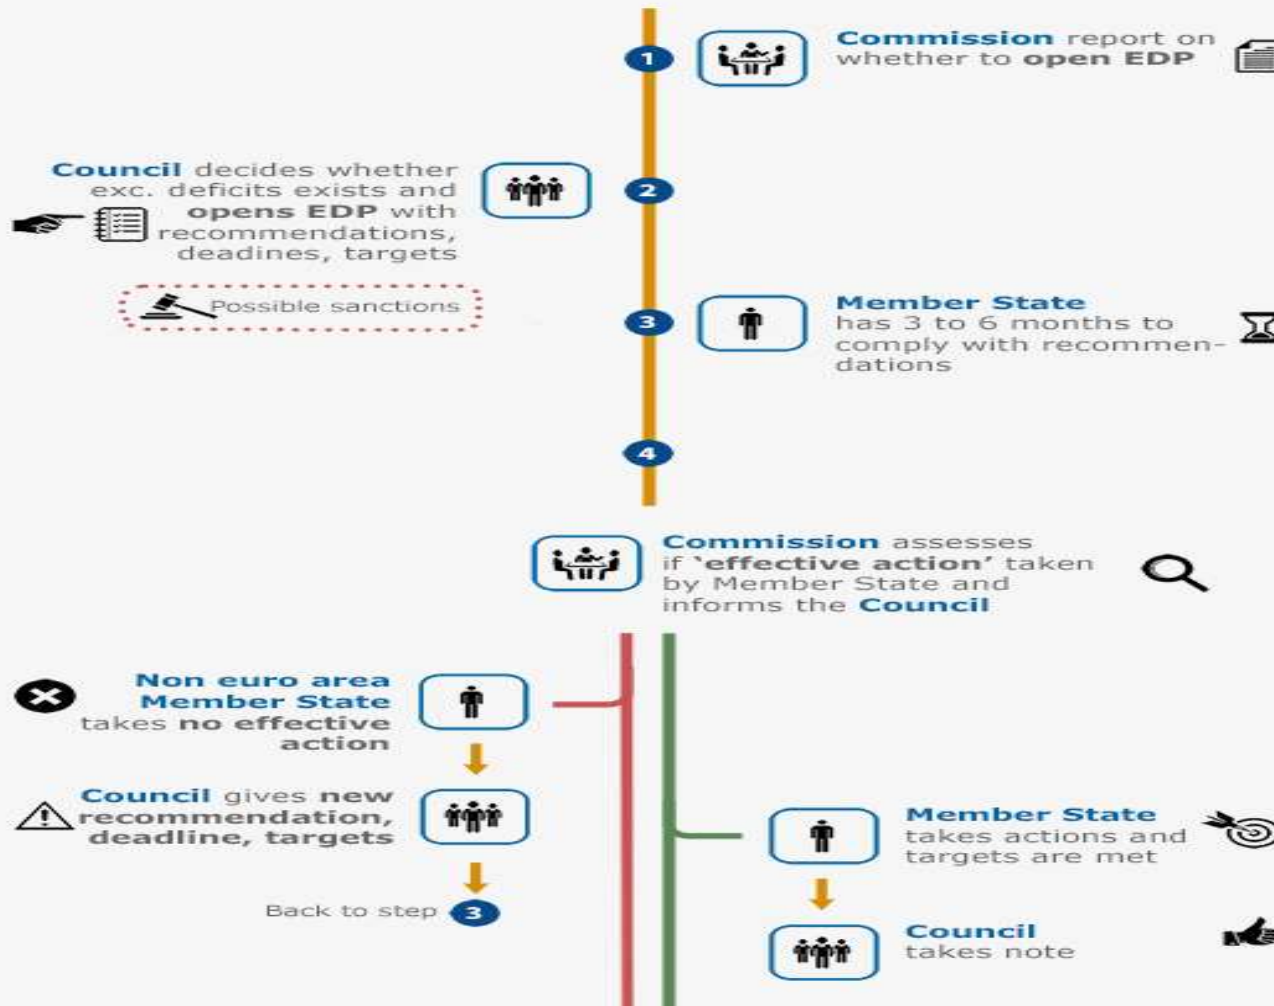 1
Commission report on
whether to open EDP
Council decides whether
exc. deficits exists and
opens EDP with
recommendations,
deadines, targets
2
Possible sanctions
3
Member State
has 3 to 6 months to
comply with recommen-
dations
4
Commission assesses
if ‘effective action’ taken
by Member State and
informs the Council
Non euro area
Member State
takes no effective
action
Council gives new
recommendation,
deadline, targets
Back to step 3
Member State
takes actions and
targets are met
Council
takes note